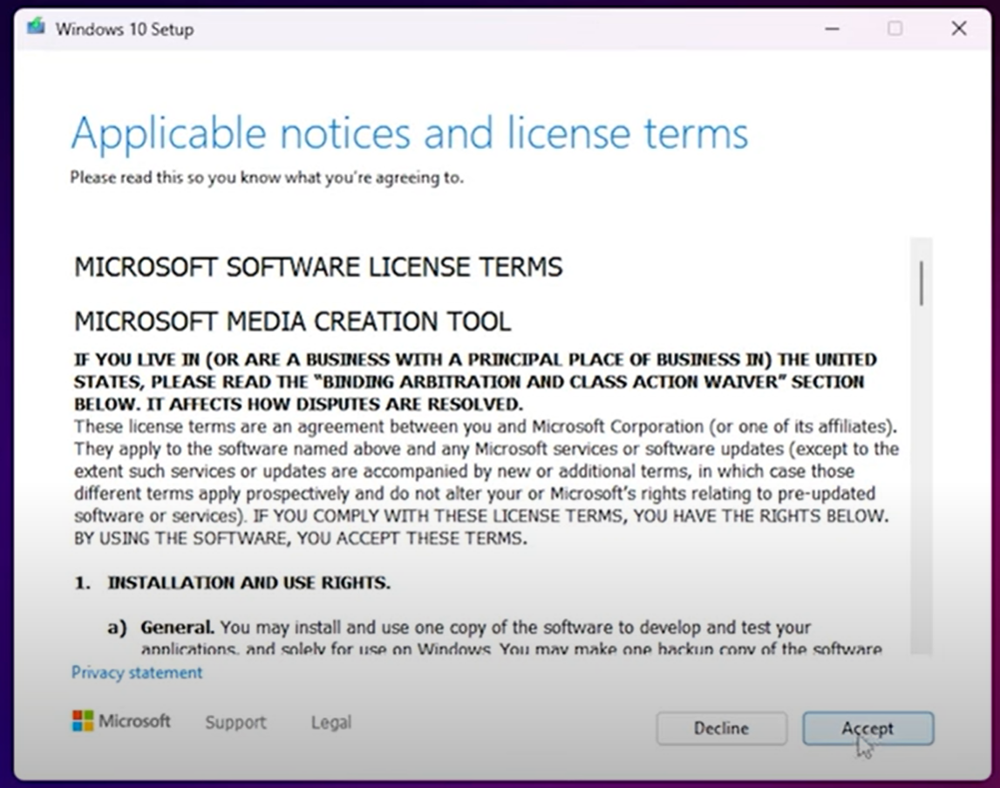 Windows 10 Setup
Applicable notices and license terms
Please read this so you know what you're agreeing to.
MICROSOFT SOFTWARE LICENSE TERMS
MICROSOFT MEDIA CREATION TOOL
IF YOU LIVE IN (OR ARE A BUSINESS WITH A PRINCIPAL PLACE OF BUSINESS IN) THE UNITED
STATES, PLEASE READ THE “BINDING ARBITRATION AND CLASS ACTION WAIVER” SECTION
BELOW. IT AFFECTS HOW DISPUTES ARE RESOLVED.
These license terms are an agreement between you and Microsoft Corporation (or one of its affiliates).
They apply to the software named above and any Microsoft services or software updates (except to the
extent such services or updates are accompanied by new or additional terms, in which case those
different terms apply prospectively and do not alter your or Microsoft’s rights relating to pre-updated
software or services). IF YOU COMPLY WITH THESE LICENSE TERMS, YOU HAVE THE RIGHTS BELOW.
BY USING THE SOFTWARE, YOU ACCEPT THESE TERMS.
1. INSTALLATION AND USE RIGHTS.
a) General. You may install and use one copy of the software to develop and test your
applications, and solely for use on Windows. You may make one backup copy of the software
Privacy statement
Microsoft Support Legal
Decline Accept